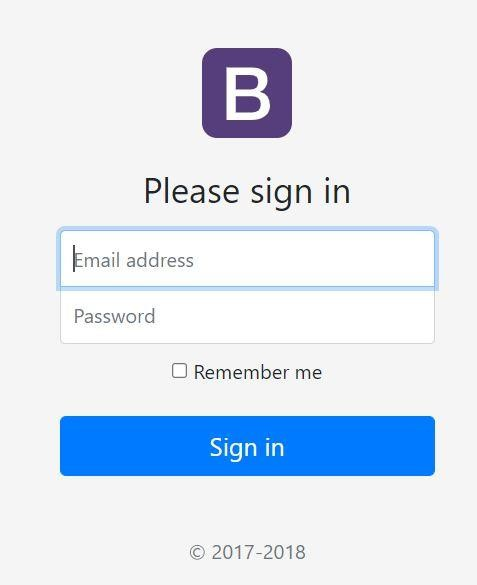 B
Please sign in
Email address
Password
Remember me
Sign in
© 2017-2018